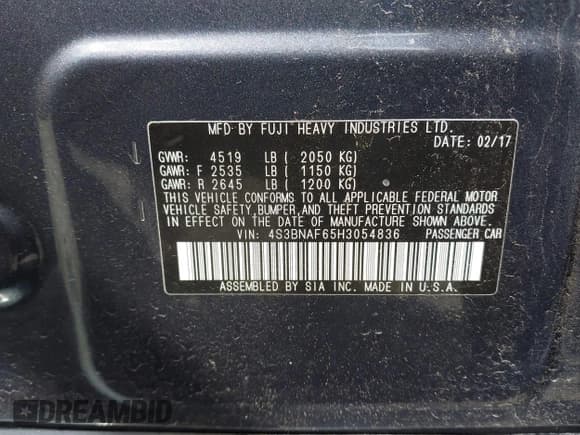 MFD BY FUJI HEAVY INDUSTRIES LTD.
DATE: 02/17
GVWR: 4519 LB ( 2050 KG)
GAWR: F 2535 LB ( 1150 KG)
GAWR: R 2645 LB ( 1200 KG)
THIS VEHICLE CONFORMS TO ALL APPLICABLE FEDERAL MOTOR
VEHICLE SAFETY, BUMPER, AND THEFT PREVENTION STANDARDS
IN EFFECT ON THE DATE OF MANUFACTURE SHOWN ABOVE.
VIN: 4S3BNAF65H3054836 PASSENGER CAR
ASSEMBLED BY SIA INC. MADE IN U.S.A.
DREAMBID